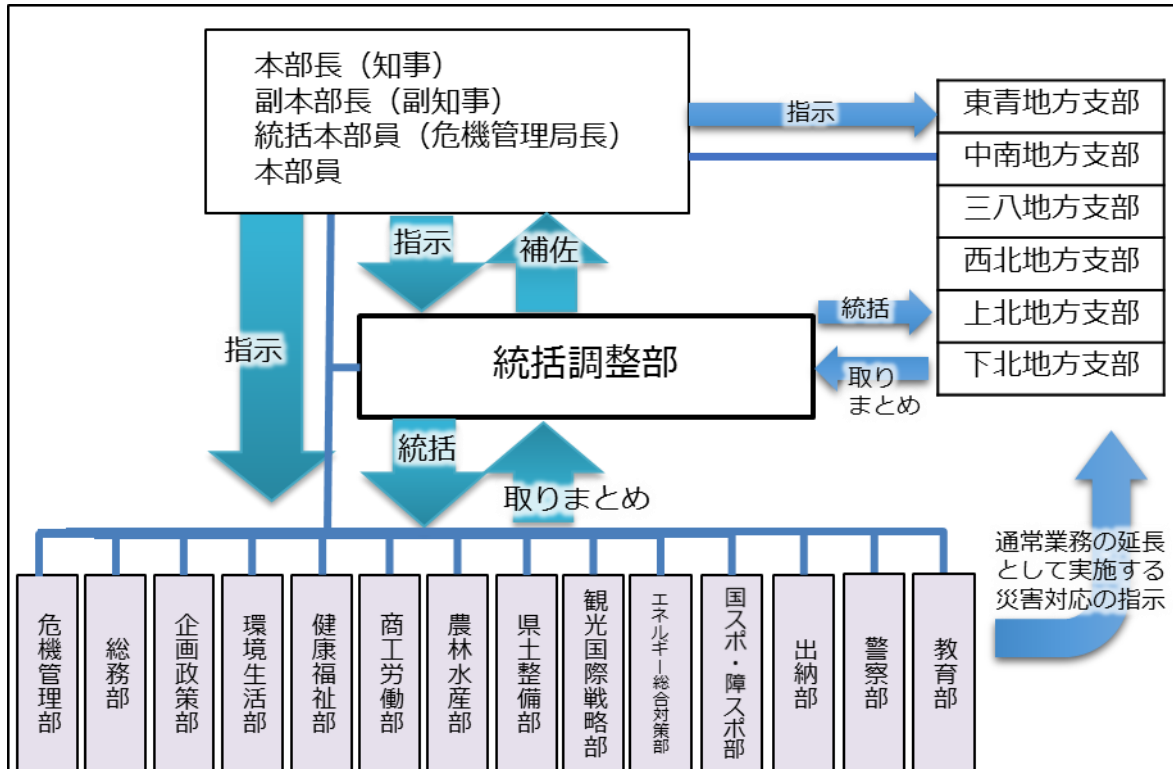 本部長（知事）
副本部長（副知事）
統括本部員（危機管理局長）
本部員
指示
東青地方支部
中南地方支部
三八地方支部
西北地方支部
上北地方支部
下北地方支部
指示
補佐
指示
統括調整部
統括
取り
まとめ
統括
取りまとめ
通常業務の延長
として実施する
災害対応の指示
危機管理部
総務部
企画政策部
環境生活部
健康福祉部
商工労働部
農林水産部
県土整備部
観光国際戦略部
エネルギー総合対策部
国スポ・障スポ部
出納部
警察部
教育部